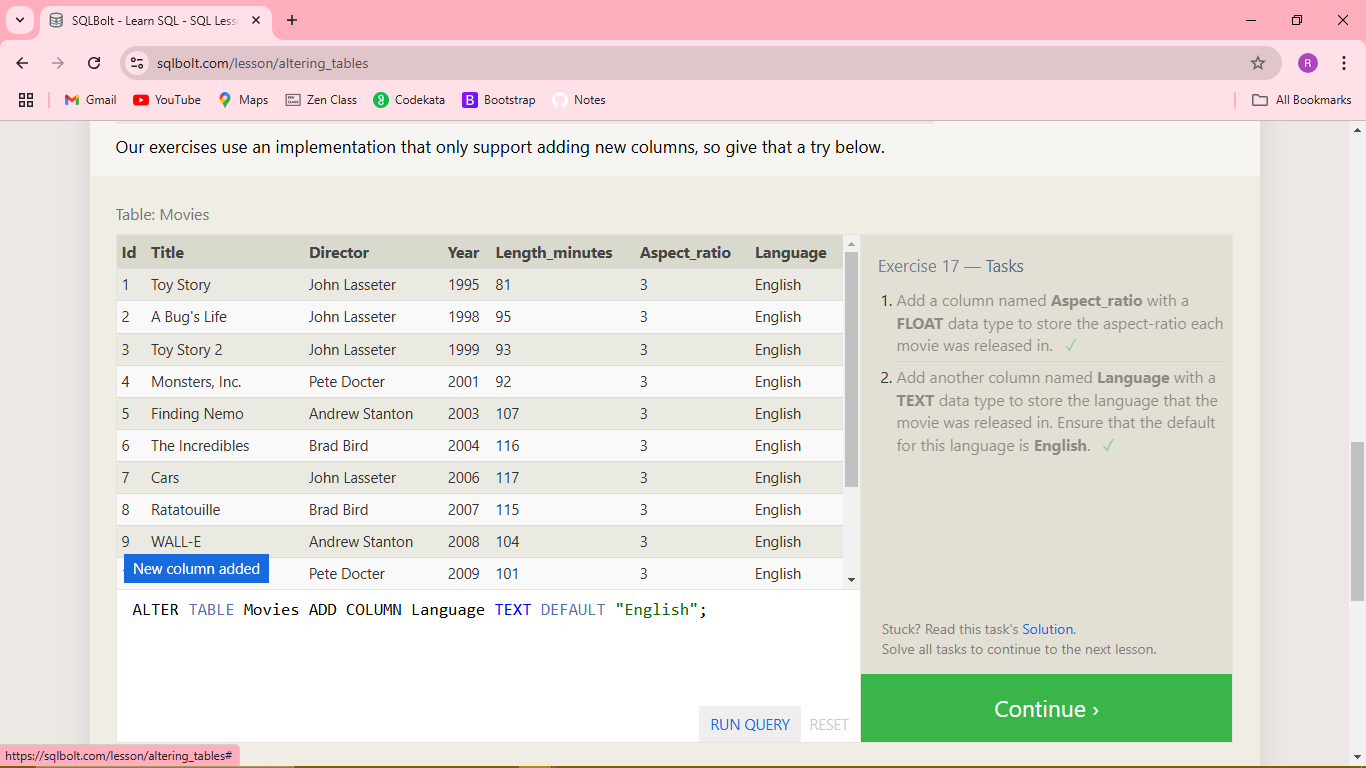 SQLBolt - Learn SQL - SQL Less
sqlbolt.com/lesson/altering_tables
R
Gmail YouTube Maps Zen Class Codekata B Bootstrap Notes All Bookmarks
Our exercises use an implementation that only support adding new columns, so give that a try below.
Table: Movies
Id Title Director Year Length_minutes Aspect_ratio Language
1 Toy Story John Lasseter 1995 81 3 English
2 A Bug's Life John Lasseter 1998 95 3 English
3 Toy Story 2 John Lasseter 1999 93 3 English
4 Monsters, Inc. Pete Docter 2001 92 3 English
5 Finding Nemo Andrew Stanton 2003 107 3 English
6 The Incredibles Brad Bird 2004 116 3 English
7 Cars John Lasseter 2006 117 3 English
8 Ratatouille Brad Bird 2007 115 3 English
9 WALL-E Andrew Stanton 2008 104 3 English
Pete Docter 2009 101 3 English
New column added
ALTER TABLE Movies ADD COLUMN Language TEXT DEFAULT "English";
RUN QUERY RESET
Exercise 17 — Tasks
1. Add a column named Aspect_ratio with a
FLOAT data type to store the aspect-ratio each
movie was released in. ✓
2. Add another column named Language with a
TEXT data type to store the language that the
movie was released in. Ensure that the default
for this language is English. ✓
Stuck? Read this task's Solution.
Solve all tasks to continue to the next lesson.
Continue ›
https://sqlbolt.com/lesson/altering_tables#